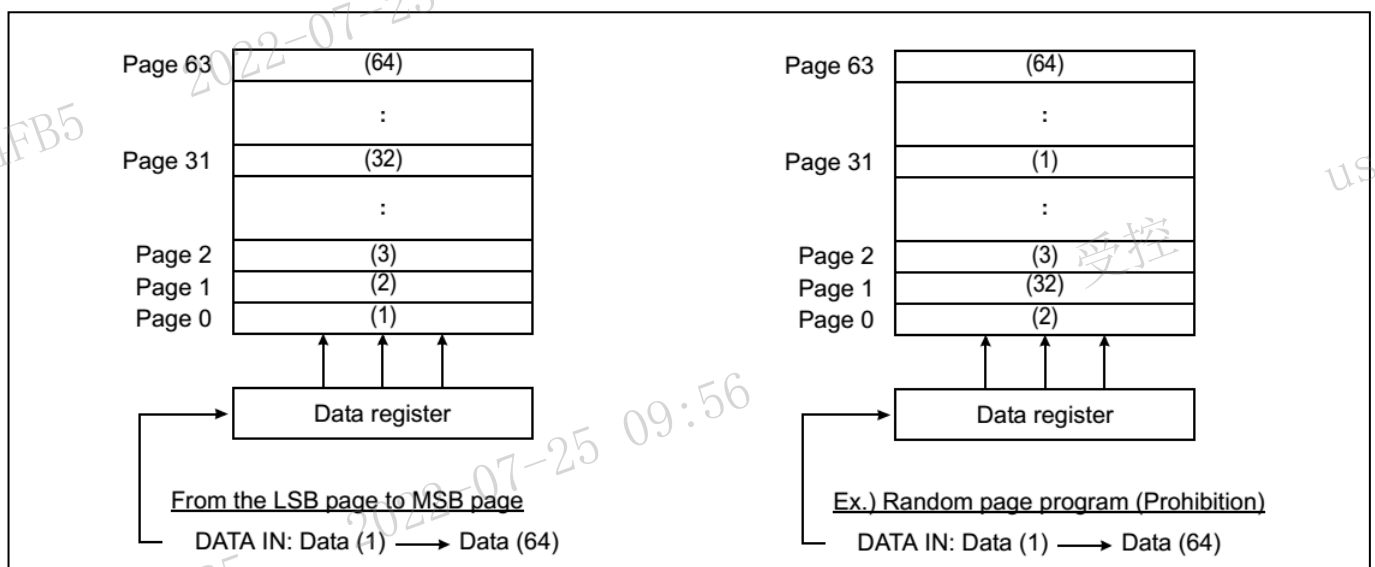 Page 63 (64)
:
Page 31 (32)
:
Page 2 (3)
Page 1 (2)
Page 0 (1)
Data register
From the LSB page to MSB page
DATA IN: Data (1) → Data (64)
Page 63 (64)
:
Page 31 (1)
:
Page 2 (3)
Page 1 (32)
Page 0 (2)
Data register
Ex.) Random page program (Prohibition)
DATA IN: Data (1) → Data (64)
FB5
受控
us
2022-07-25 09:56